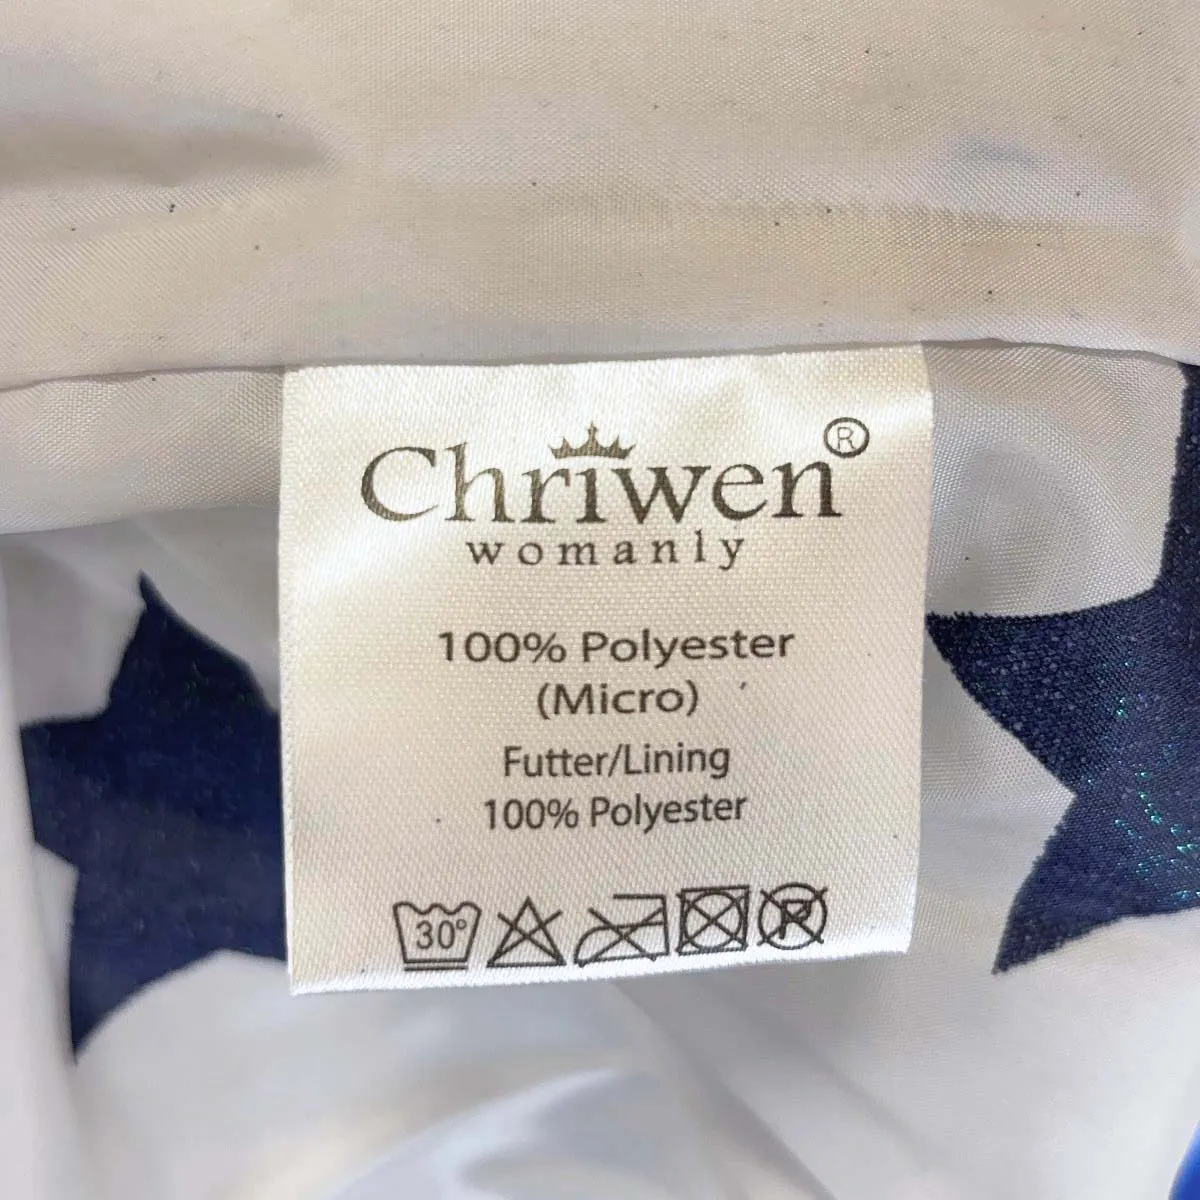 Chriwen®
womanly
100% Polyester
(Micro)
Futter/Lining
100% Polyester
30° P